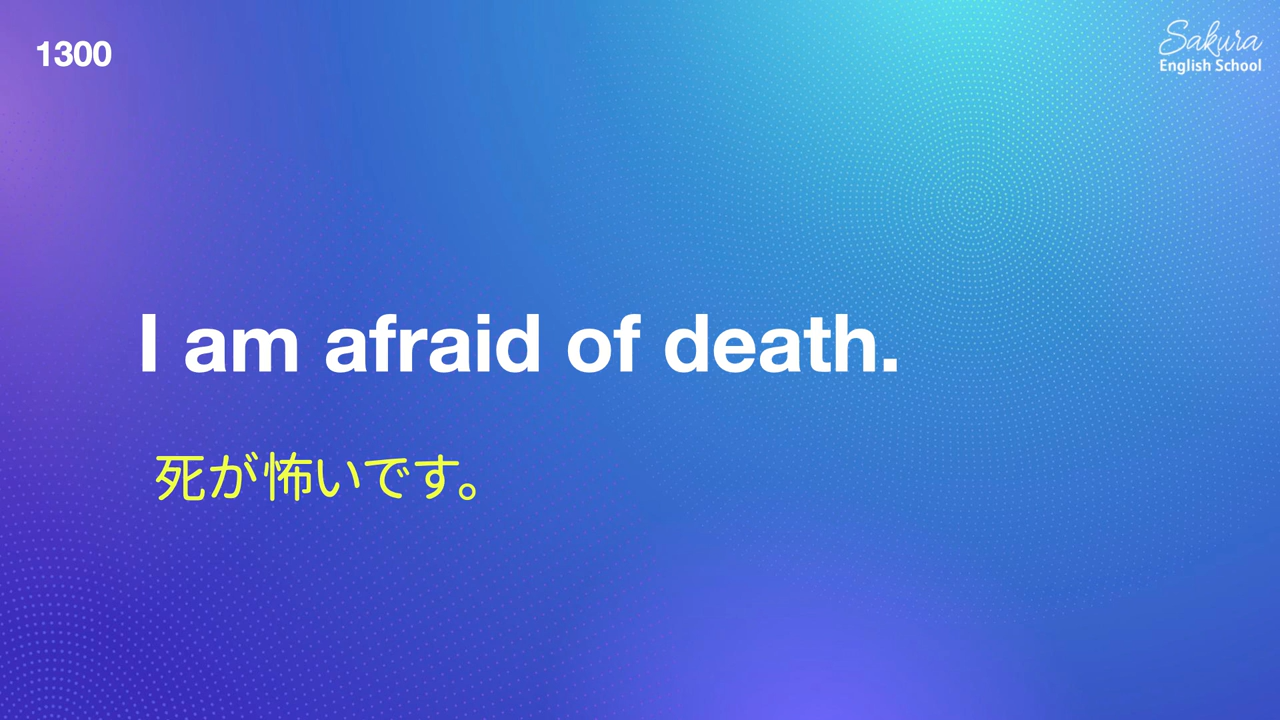 1300
Sakura
English School
I am afraid of death.
死が怖いです。